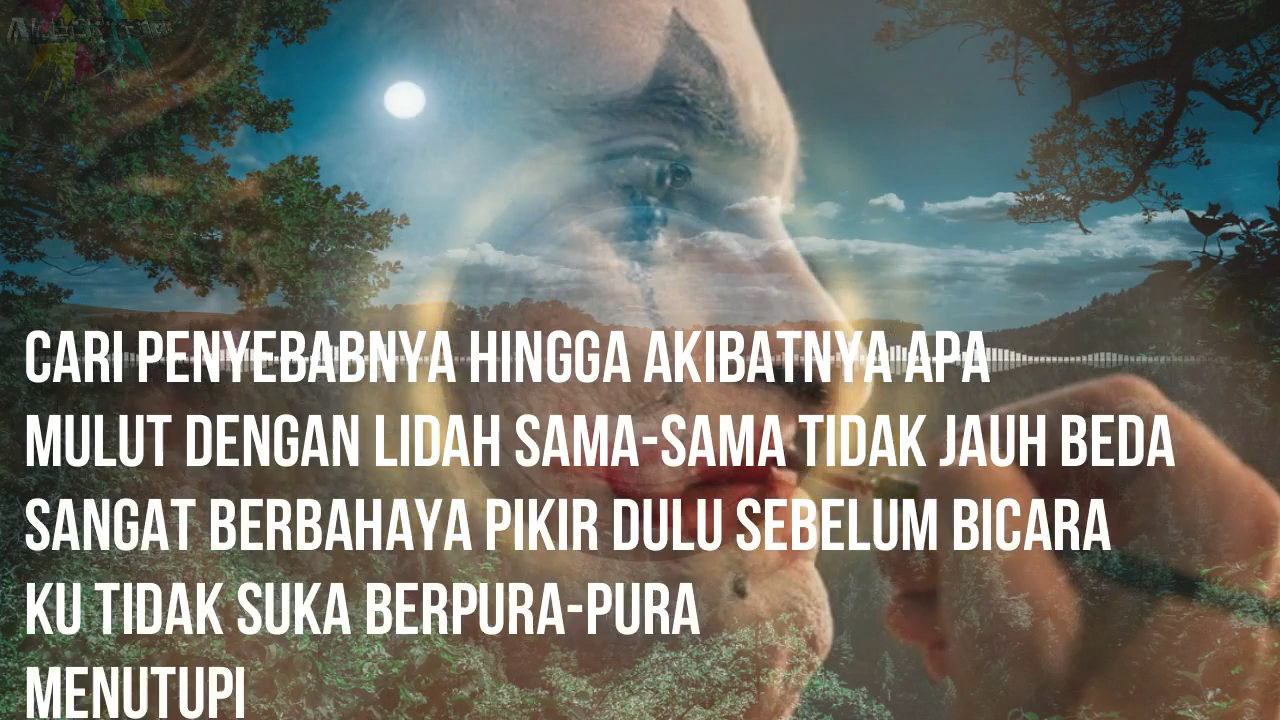 CARI PENYEBABNYA HINGGA AKIBATNYA APA
MULUT DENGAN LIDAH SAMA-SAMA TIDAK JAUH BEDA
SANGAT BERBAHAYA PIKIR DULU SEBELUM BICARA
KU TIDAK SUKA BERPURA-PURA
MENUTUPI